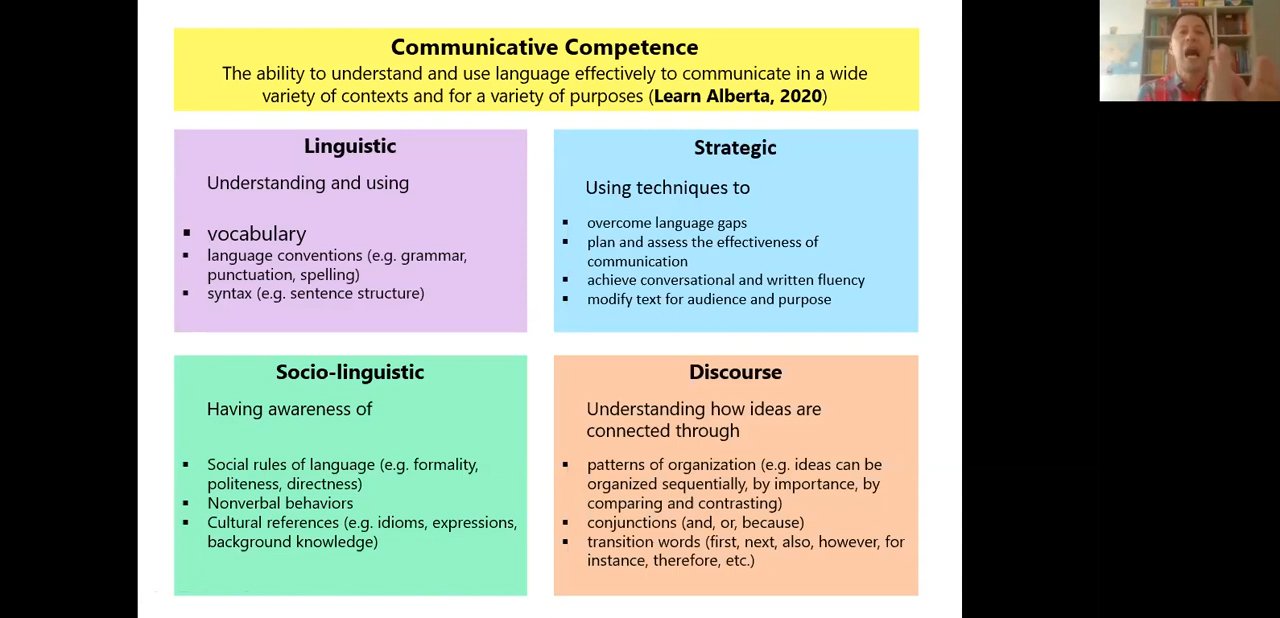 Communicative Competence
The ability to understand and use language effectively to communicate in a wide
variety of contexts and for a variety of purposes (Learn Alberta, 2020)
Linguistic
Understanding and using
▪ vocabulary
▪ language conventions (e.g. grammar,
punctuation, spelling)
▪ syntax (e.g. sentence structure)
Strategic
Using techniques to
▪ overcome language gaps
▪ plan and assess the effectiveness of
communication
▪ achieve conversational and written fluency
▪ modify text for audience and purpose
Socio-linguistic
Having awareness of
▪ Social rules of language (e.g. formality,
politeness, directness)
▪ Nonverbal behaviors
▪ Cultural references (e.g. idioms, expressions,
background knowledge)
Discourse
Understanding how ideas are
connected through
▪ patterns of organization (e.g. ideas can be
organized sequentially, by importance, by
comparing and contrasting)
▪ conjunctions (and, or, because)
▪ transition words (first, next, also, however, for
instance, therefore, etc.)